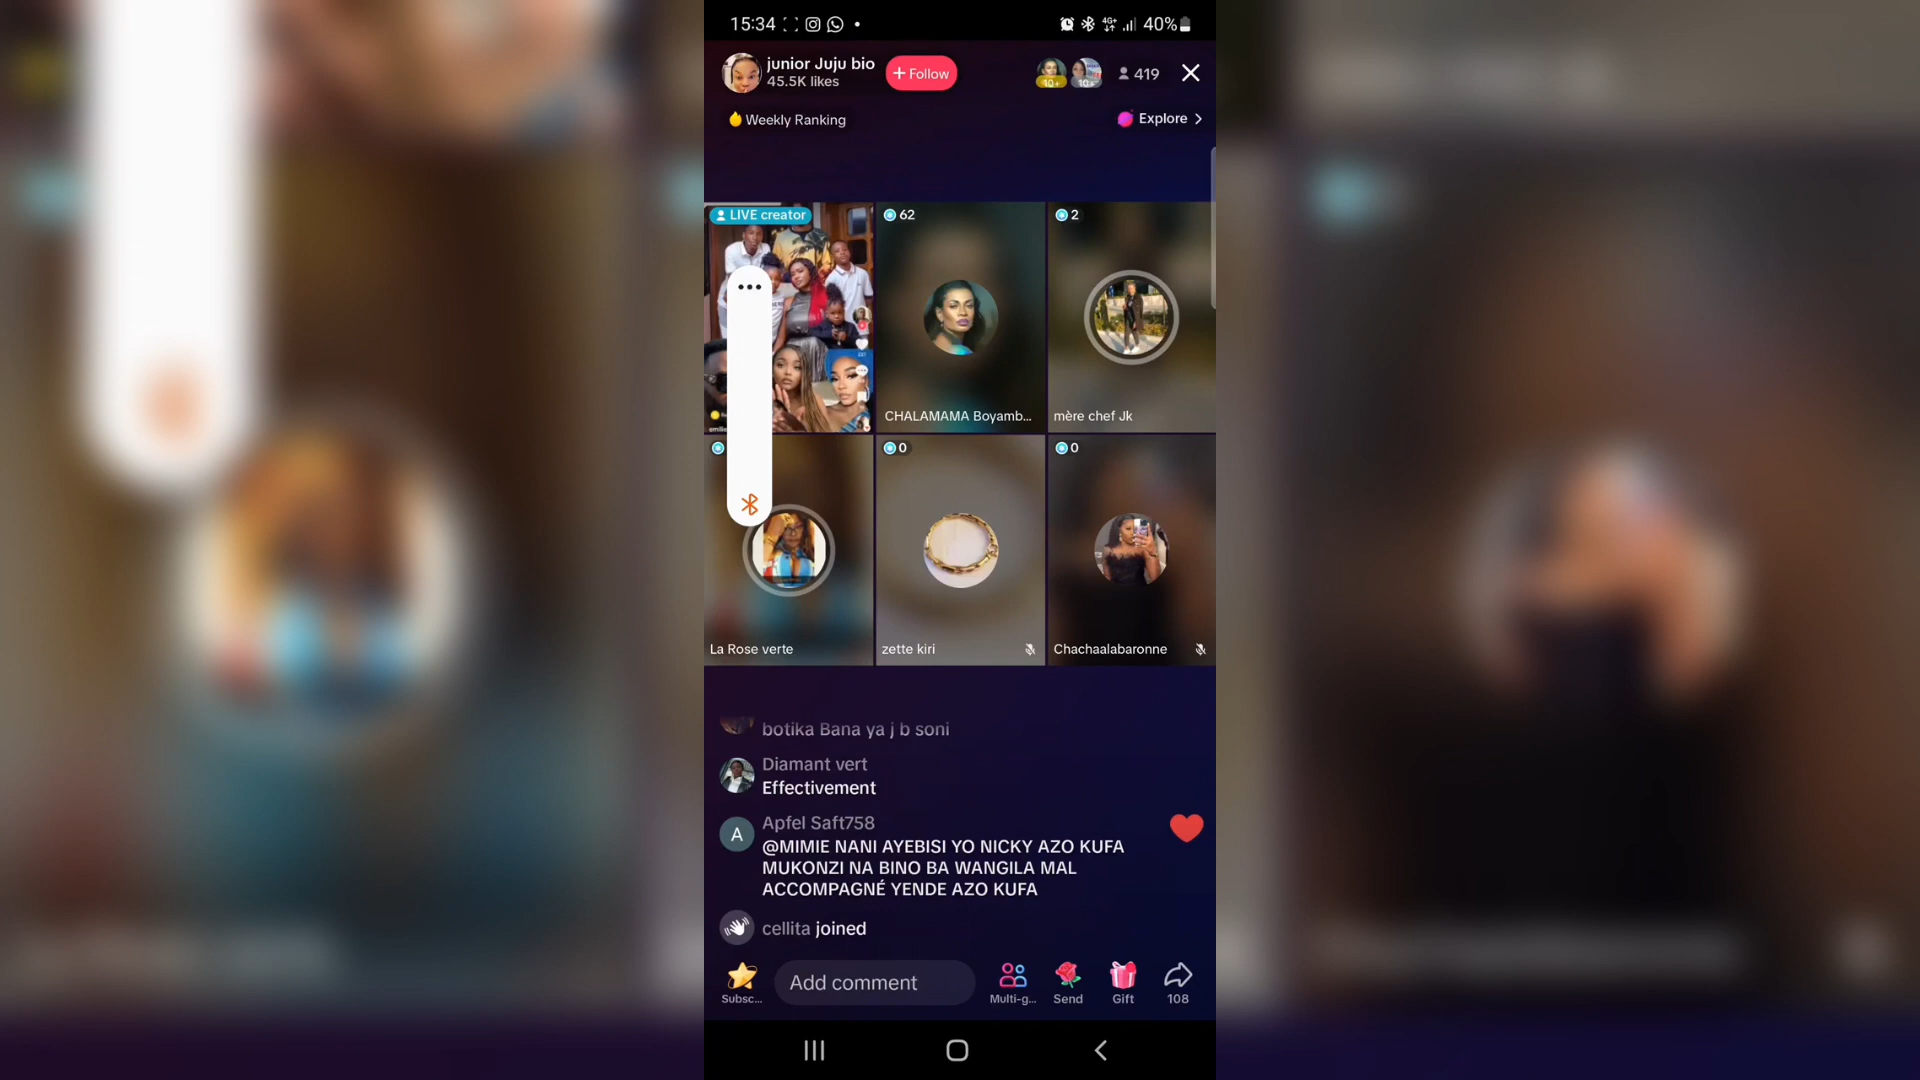 15:34
40%
junior Juju bio
45.5K likes
+ Follow
10+
10+
419
Weekly Ranking
Explore >
LIVE creator
62
2
CHALAMAMA Boyamb...
mère chef Jk
0
0
La Rose verte
zette kiri
Chachaalabaronne
botika Bana ya j b soni
Diamant vert
Effectivement
A
Apfel Saft758
@MIMIE NANI AYEBISI YO NICKY AZO KUFA
MUKONZI NA BINO BA WANGILA MAL
ACCOMPAGNÉ YENDE AZO KUFA
cellita joined
Add comment
Subsc...
Multi-g...
Send
Gift
108